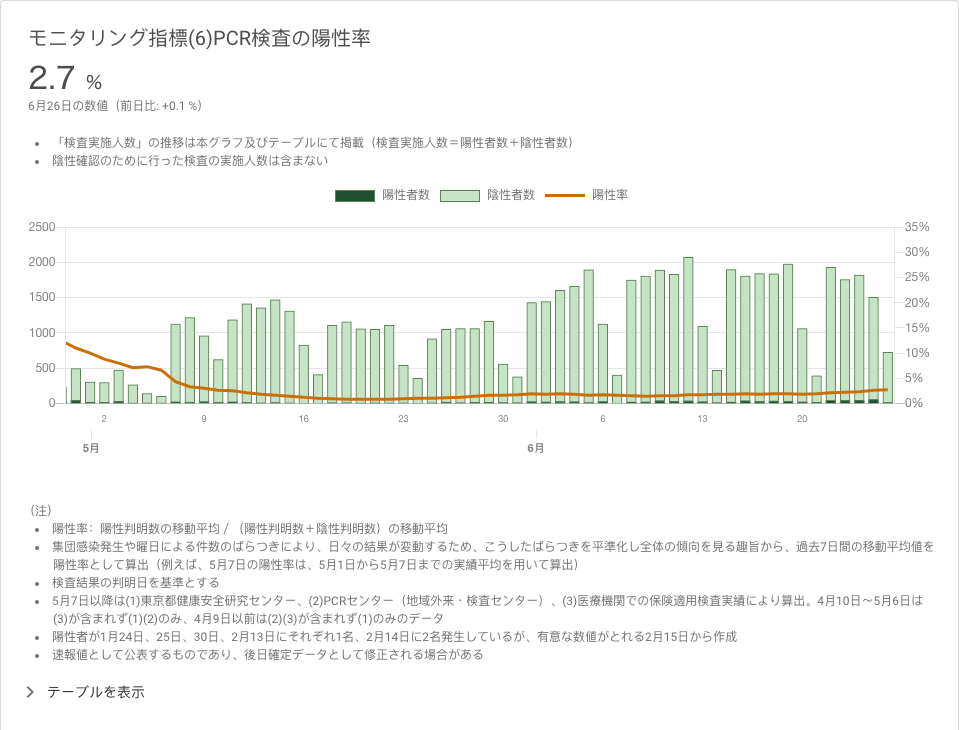 モニタリング指標(6)PCR検査の陽性率
2.7 %
6月26日の数値（前日比: +0.1 %）
• 「検査実施人数」の推移は本グラフ及びテーブルにて掲載（検査実施人数＝陽性者数＋陰性者数）
• 陰性確認のために行った検査の実施人数は含まない
陽性者数 陰性者数 陽性率
2500 35%
30%
2000
25%
1500 20%
15%
1000
10%
500
5%
0 0%
2 9 16 23 30 6 13 20
5月 6月
（注）
• 陽性率：陽性判明数の移動平均 / （陽性判明数＋陰性判明数）の移動平均
• 集団感染発生や曜日による件数のばらつきにより、日々の結果が変動するため、こうしたばらつきを平準化し全体の傾向を見る趣旨から、過去7日間の移動平均値を
陽性率として算出（例えば、5月7日の陽性率は、5月1日から5月7日までの実績平均を用いて算出）
• 検査結果の判明日を基準とする
• 5月7日以降は(1)東京都健康安全研究センター、(2)PCRセンター（地域外来・検査センター）、(3)医療機関での保険適用検査実績により算出。4月10日～5月6日は
(3)が含まれず(1)(2)のみ、4月9日以前は(2)(3)が含まれず(1)のみのデータ
• 陽性者が1月24日、25日、30日、2月13日にそれぞれ1名、2月14日に2名発生しているが、有意な数値がとれる2月15日から作成
• 速報値として公表するものであり、後日確定データとして修正される場合がある
テーブルを表示